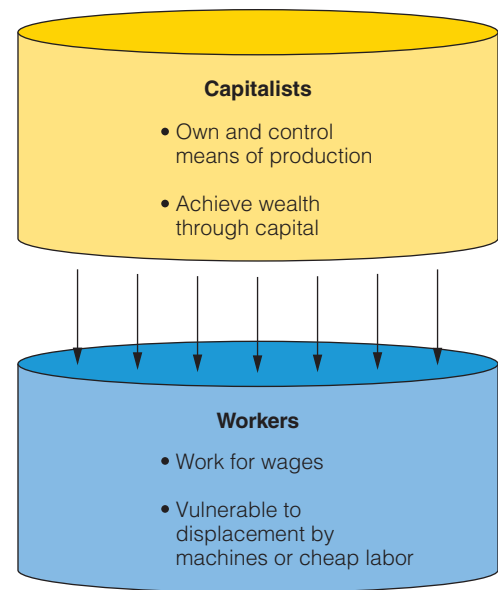 Capitalists
• Own and control
means of production
• Achieve wealth
through capital
Workers
• Work for wages
• Vulnerable to
displacement by
machines or cheap labor